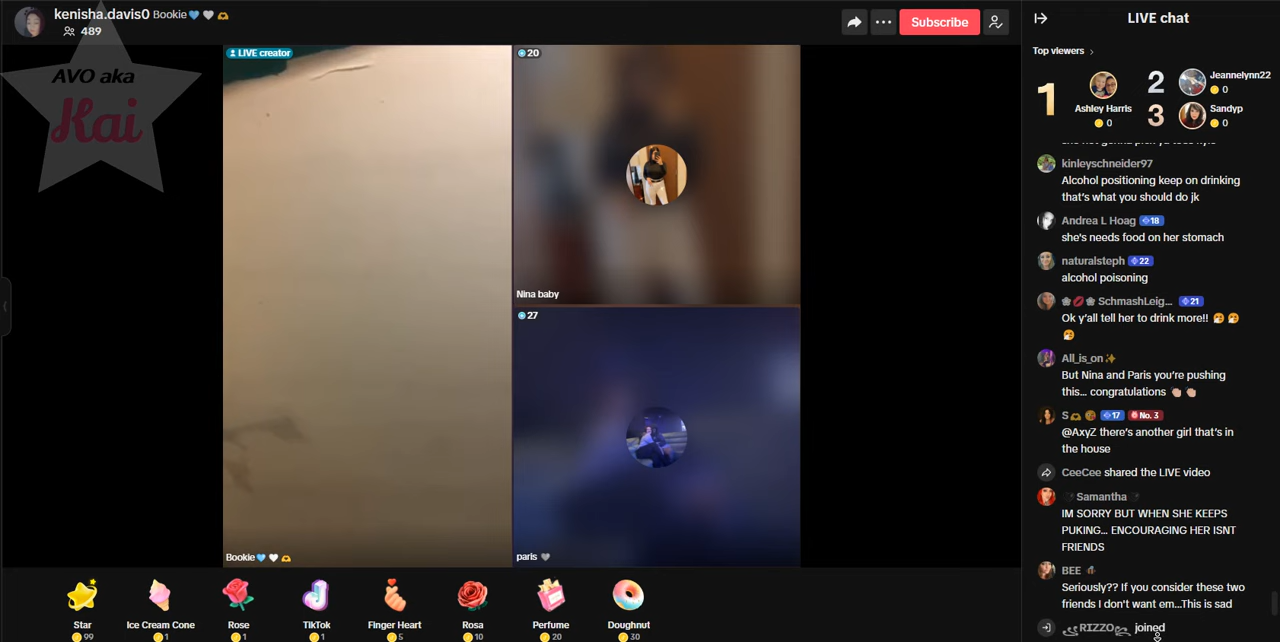 kenisha.davis0 Bookie💙🤍🫶
489
Subscribe
AVO aka
Kai
LIVE creator
20
Nina baby
27
Bookie💙🤍🫶
paris 🩶
Star
99
Ice Cream Cone
1
Rose
1
TikTok
1
Finger Heart
5
Rosa
10
Perfume
20
Doughnut
30
LIVE chat
Top viewers
1
Ashley Harris
0
2
Jeannelynn22
0
3
Sandyp
0
kinleyschneider97
Alcohol positioning keep on drinking
that's what you should do jk
Andrea L Hoag 18
she's needs food on her stomach
naturalsteph 22
alcohol poisoning
❀💋❀ SchmashLeig... 21
Ok y'all tell her to drink more!!
All_is_on✨
But Nina and Paris you're pushing
this... congratulations 👏🏼👏🏼
S 17 No. 3
@AxyZ there's another girl that's in
the house
CeeCee shared the LIVE video
Samantha
IM SORRY BUT WHEN SHE KEEPS
PUKING... ENCOURAGING HER ISNT
FRIENDS
BEE
Seriously?? If you consider these two
friends I don't want em...This is sad
RIZZO joined